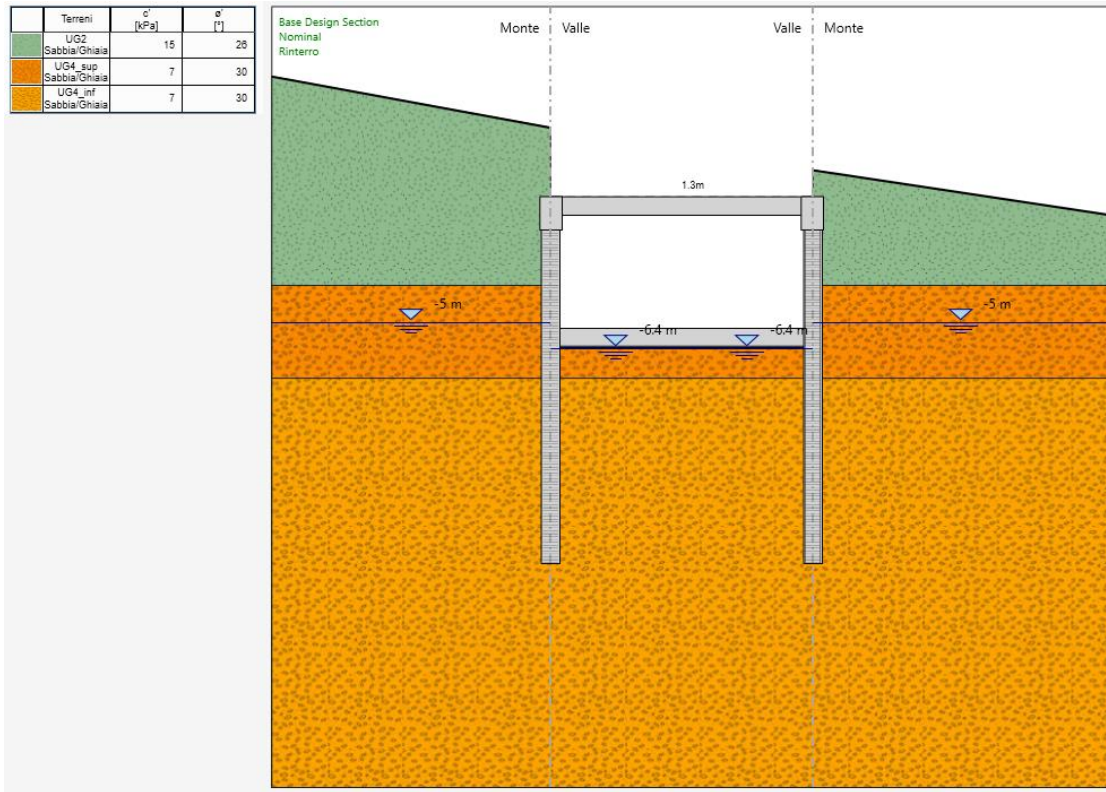 Terreni c' ø'
[kPa] [°]
UG2
Sabbia/Ghiaia 15 26
UG4_sup
Sabbia/Ghiaia 7 30
UG4_inf
Sabbia/Ghiaia 7 30
Base Design Section
Nominal
Rinterro
Monte Valle Valle Monte
1.3m
-5 m -5 m
-6.4 m -6.4 m